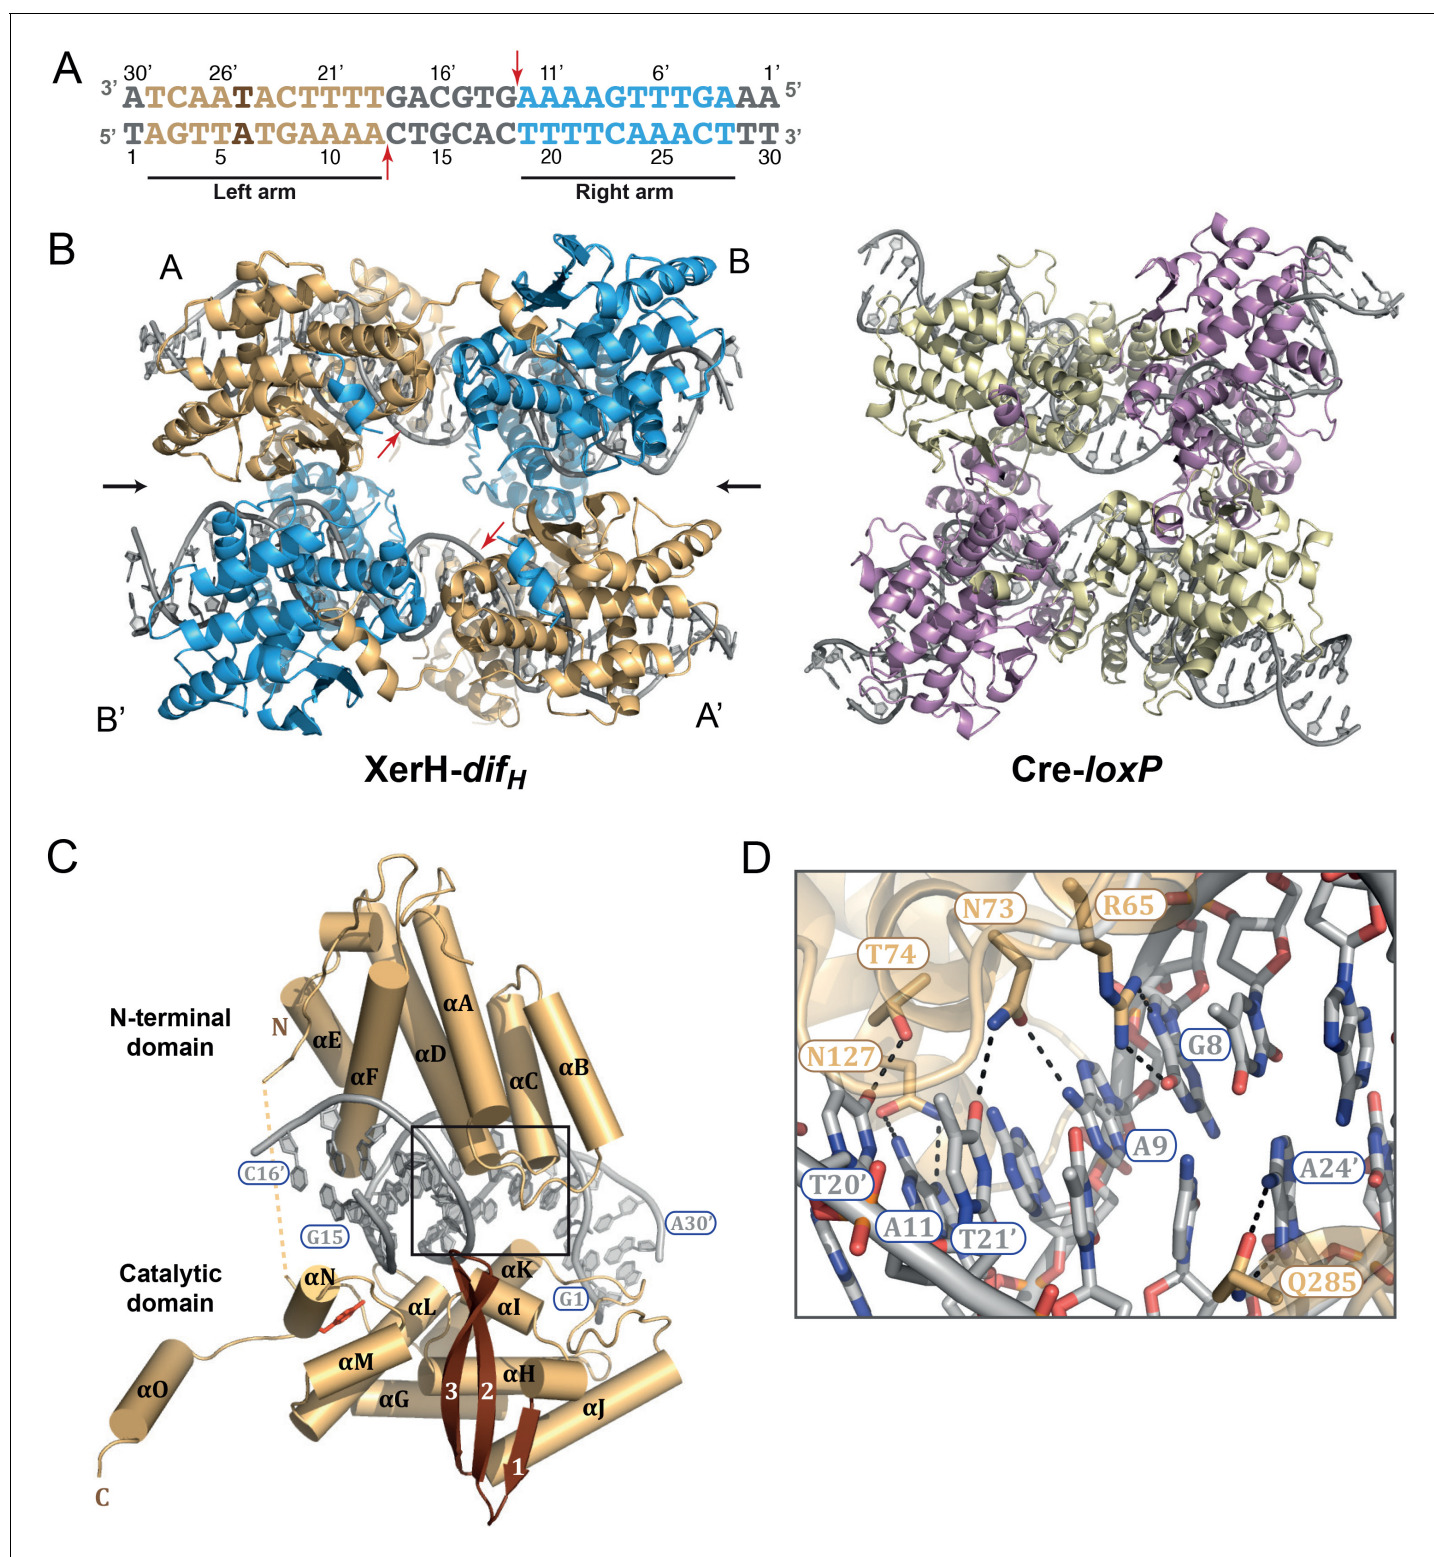 A
30’ 26’ 21’ 16’ 11’ 6’ 1’
3’ ATCAATACTTTTGACGTGAAAAGTTTGAAA 5’
5’ TAGTTATGAAAACTGCACTTTTCAAACTTT 3’
1 5 10 15 20 25 30
Left arm Right arm
B
A B
B’ A’
XerH-difH Cre-loxP
C
N-terminal
domain
N
αE
αF
αD
αA
αC
αB
C16’
G15
A30’
G1
Catalytic
domain
αN
αL
αK
αI
αM
αH
αG
αJ
αO
3 2
1
C
D
N73
R65
T74
N127
G8
A9
T20’
A11
T21’
A24’
Q285